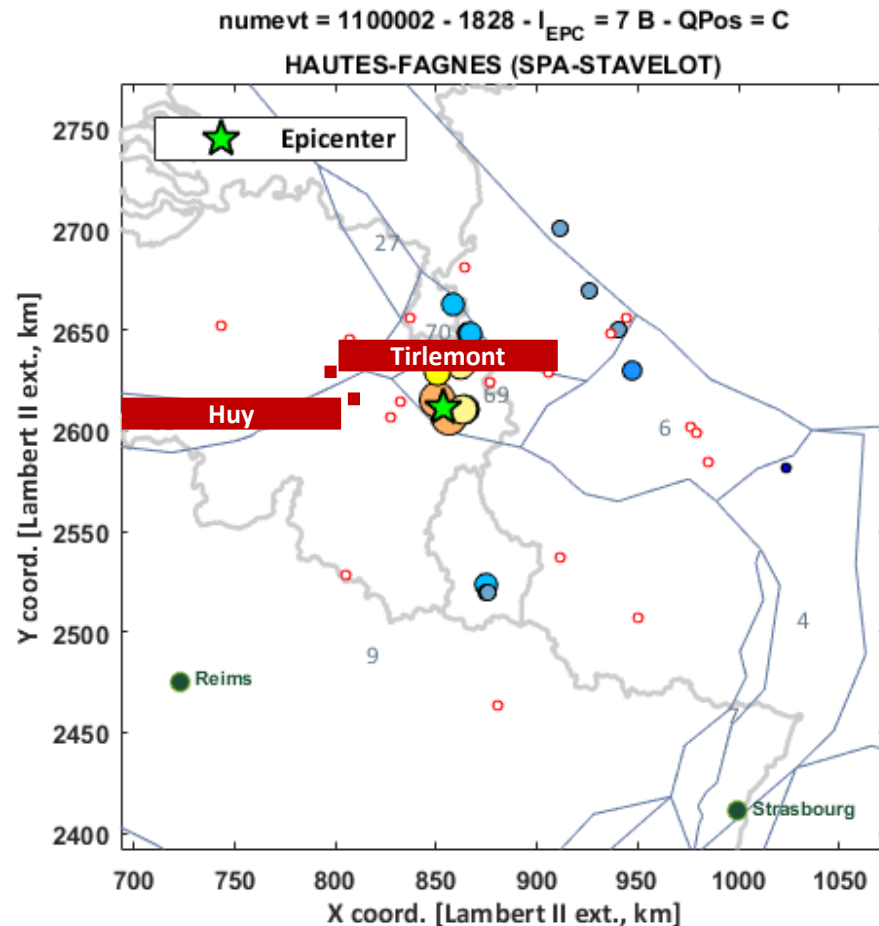 numevt = 1100002 - 1828 - I_EPC = 7 B - QPos = C
HAUTES-FAGNES (SPA-STAVELOT)
Epicenter
2750
2700
2650
2600
2550
2500
2450
2400
Y coord. [Lambert II ext., km]
27
70
Tirlemont
69
Huy
6
4
9
Reims
Strasbourg
700 750 800 850 900 950 1000 1050
X coord. [Lambert II ext., km]